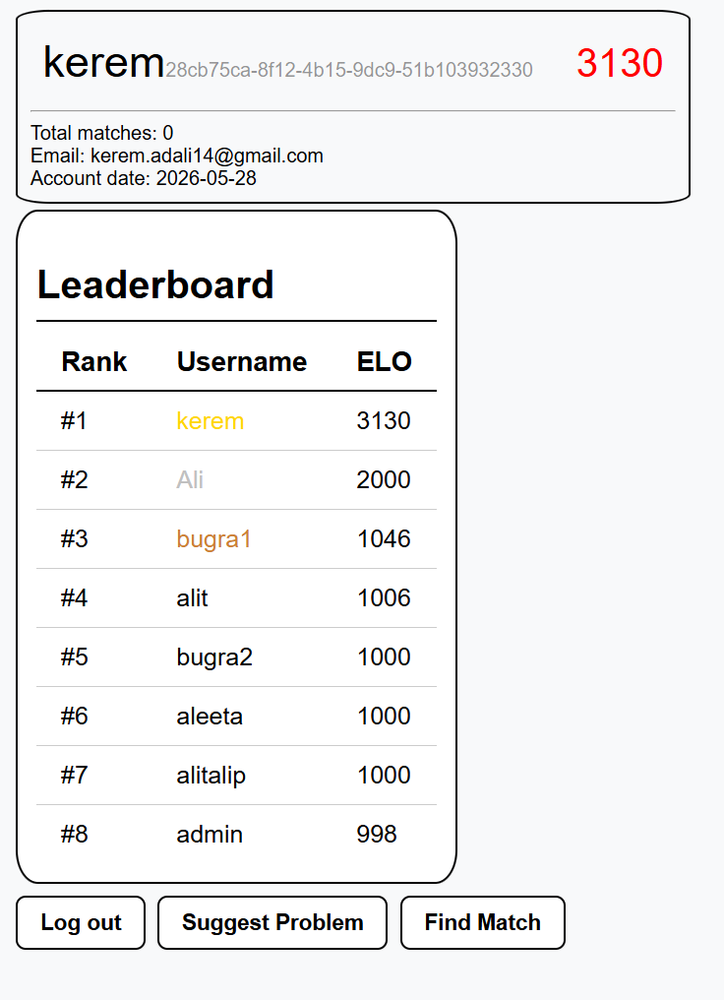 kerem28cb75ca-8f12-4b15-9dc9-51b103932330 3130
Total matches: 0
Email: kerem.adali14@gmail.com
Account date: 2026-05-28
Leaderboard
Rank Username ELO
#1 kerem 3130
#2 Ali 2000
#3 bugra1 1046
#4 alit 1006
#5 bugra2 1000
#6 aleeta 1000
#7 alitalip 1000
#8 admin 998
Log out Suggest Problem Find Match